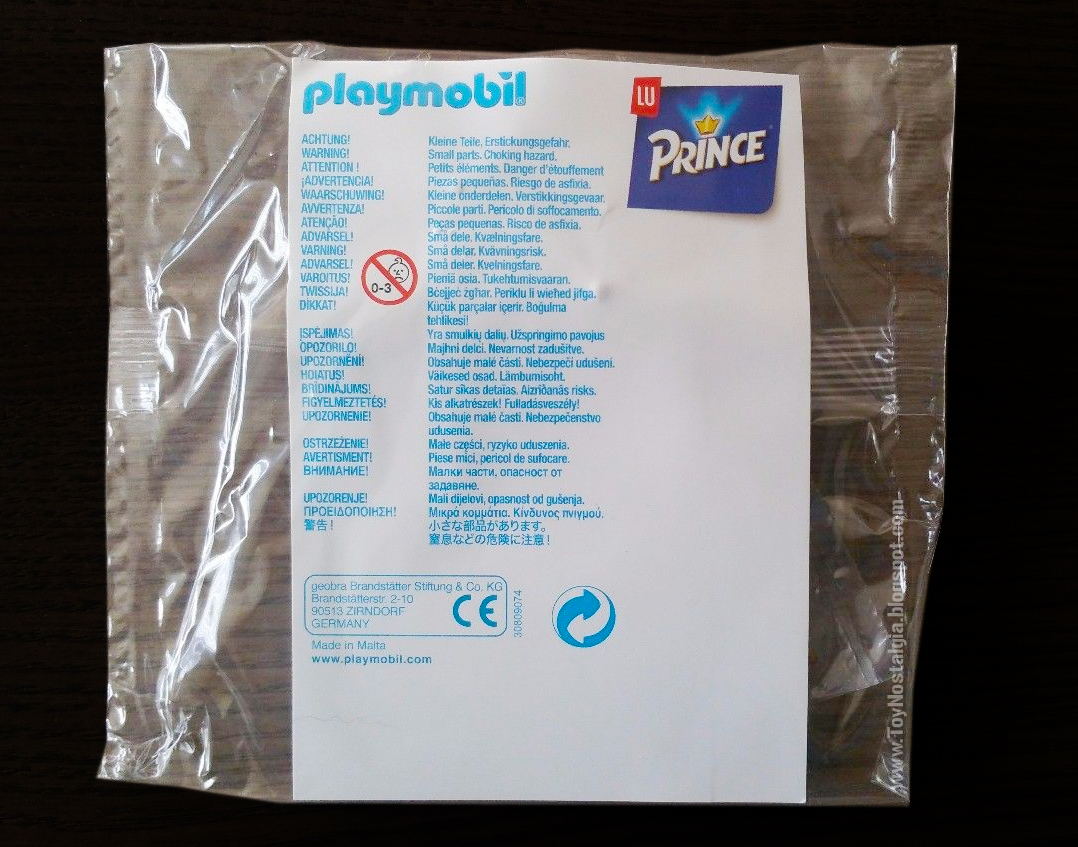 playmobil®
LU
PRINCE
ACHTUNG! Kleine Teile. Erstickungsgefahr.
WARNING! Small parts. Choking hazard.
ATTENTION ! Petits éléments. Danger d'étouffement
¡ADVERTENCIA! Piezas pequeñas. Riesgo de asfixia.
WAARSCHUWING! Kleine onderdelen. Verstikkingsgevaar.
AVVERTENZA! Piccole parti. Pericolo di soffocamento.
ATENÇÃO! Peças pequenas. Risco de asfixia.
ADVARSEL! Små dele. Kvælningsfare.
VARNING! Små delar. Kvävningsrisk.
ADVARSEL! Små deler. Kvelningsfare.
VAROITUS! Pieniä osia. Tukehtumisvaaran.
TWISSIJA! Bċejjeċ żgħar. Periklu li wieħed jifga.
DİKKAT! Küçük parçalar içerir. Boğulma
tehlikesi!
0-3
ĮSPĖJIMAS! Yra smulkių dalių. Užspringimo pavojus
OPOZORILO! Majhni delci. Nevarnost zadušitve.
UPOZORNĚNÍ! Obsahuje malé části. Nebezpečí udušení.
HOIATUS! Väikesed osad. Lämbumisoht.
BRĪDINĀJUMS! Satur sīkas detaļas. Aizrīšanās risks.
FIGYELMEZTETÉS! Kis alkatrészek! Fulladásveszély!
UPOZORNENIE! Obsahuje malé časti. Nebezpečenstvo
udusenia.
OSTRZEŻENIE! Małe części, ryzyko uduszenia.
AVERTISMENT! Piese mici, pericol de sufocare.
ВНИМАНИЕ! Малки части, опасност от
задавяне.
UPOZORENJE! Mali dijelovi, opasnost od gušenja.
ΠΡΟΕΙΔΟΠΟΙΗΣΗ! Μικρά κομμάτια. Κίνδυνος πνιγμού.
警告！ 小さな部品があります。
窒息などの危険に注意！
geobra Brandstätter Stiftung & Co. KG
Brandstätterstr. 2-10
90513 ZIRNDORF
GERMANY
CE
30809074
Made in Malta
www.playmobil.com
www.ToyNostalgia.blogspot.com